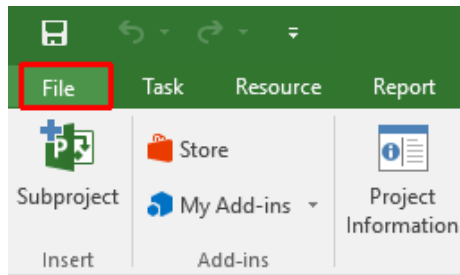 File Task Resource Report
Subproject
Store
My Add-ins
Project
Information
Insert Add-ins